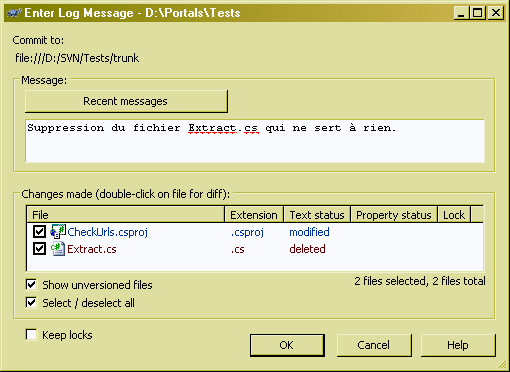 Enter Log Message - D:\Portals\Tests
Commit to:
file:///D:/SVN/Tests/trunk
Message:
Recent messages
Suppression du fichier Extract.cs qui ne sert à rien.
Changes made (double-click on file for diff):
File Extension Text status Property status Lock
CheckUrls.csproj .csproj modified
Extract.cs .cs deleted
Show unversioned files
2 files selected, 2 files total
Select / deselect all
Keep locks
OK Cancel Help